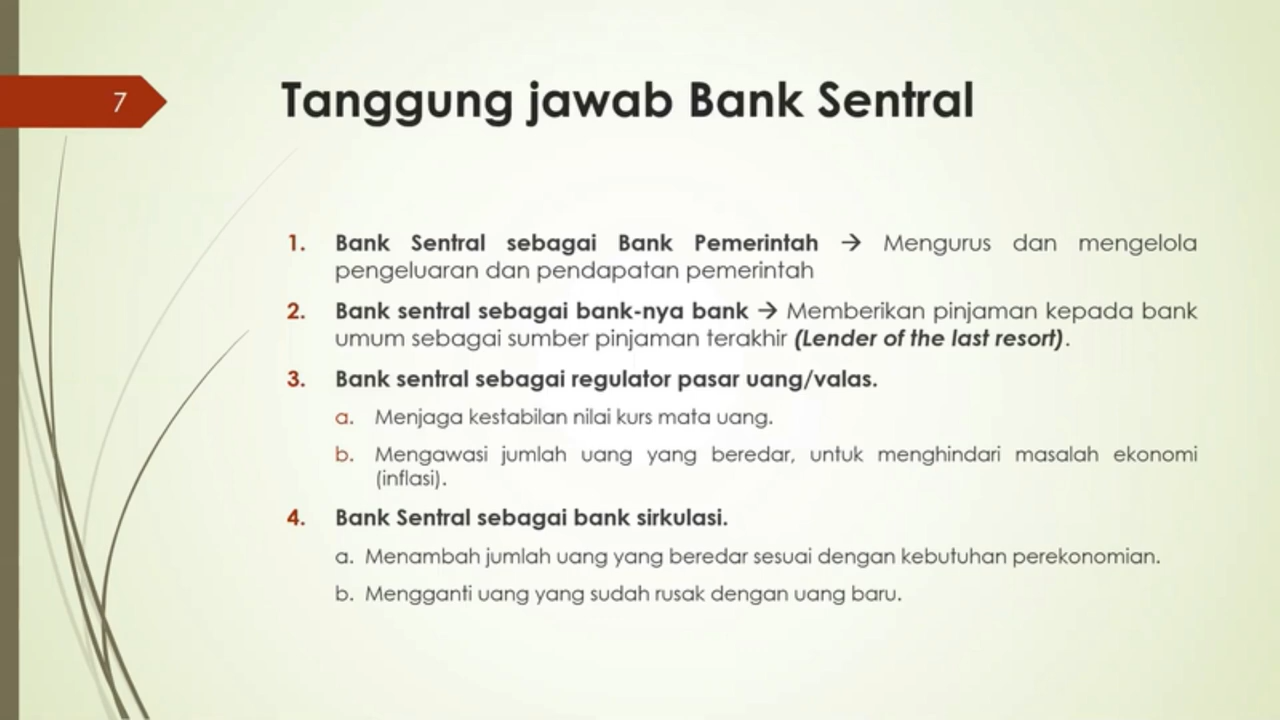 7
Tanggung jawab Bank Sentral
1. Bank Sentral sebagai Bank Pemerintah → Mengurus dan mengelola
pengeluaran dan pendapatan pemerintah
2. Bank sentral sebagai bank-nya bank → Memberikan pinjaman kepada bank
umum sebagai sumber pinjaman terakhir (Lender of the last resort).
3. Bank sentral sebagai regulator pasar uang/valas.
a. Menjaga kestabilan nilai kurs mata uang.
b. Mengawasi jumlah uang yang beredar, untuk menghindari masalah ekonomi
(inflasi).
4. Bank Sentral sebagai bank sirkulasi.
a. Menambah jumlah uang yang beredar sesuai dengan kebutuhan perekonomian.
b. Mengganti uang yang sudah rusak dengan uang baru.